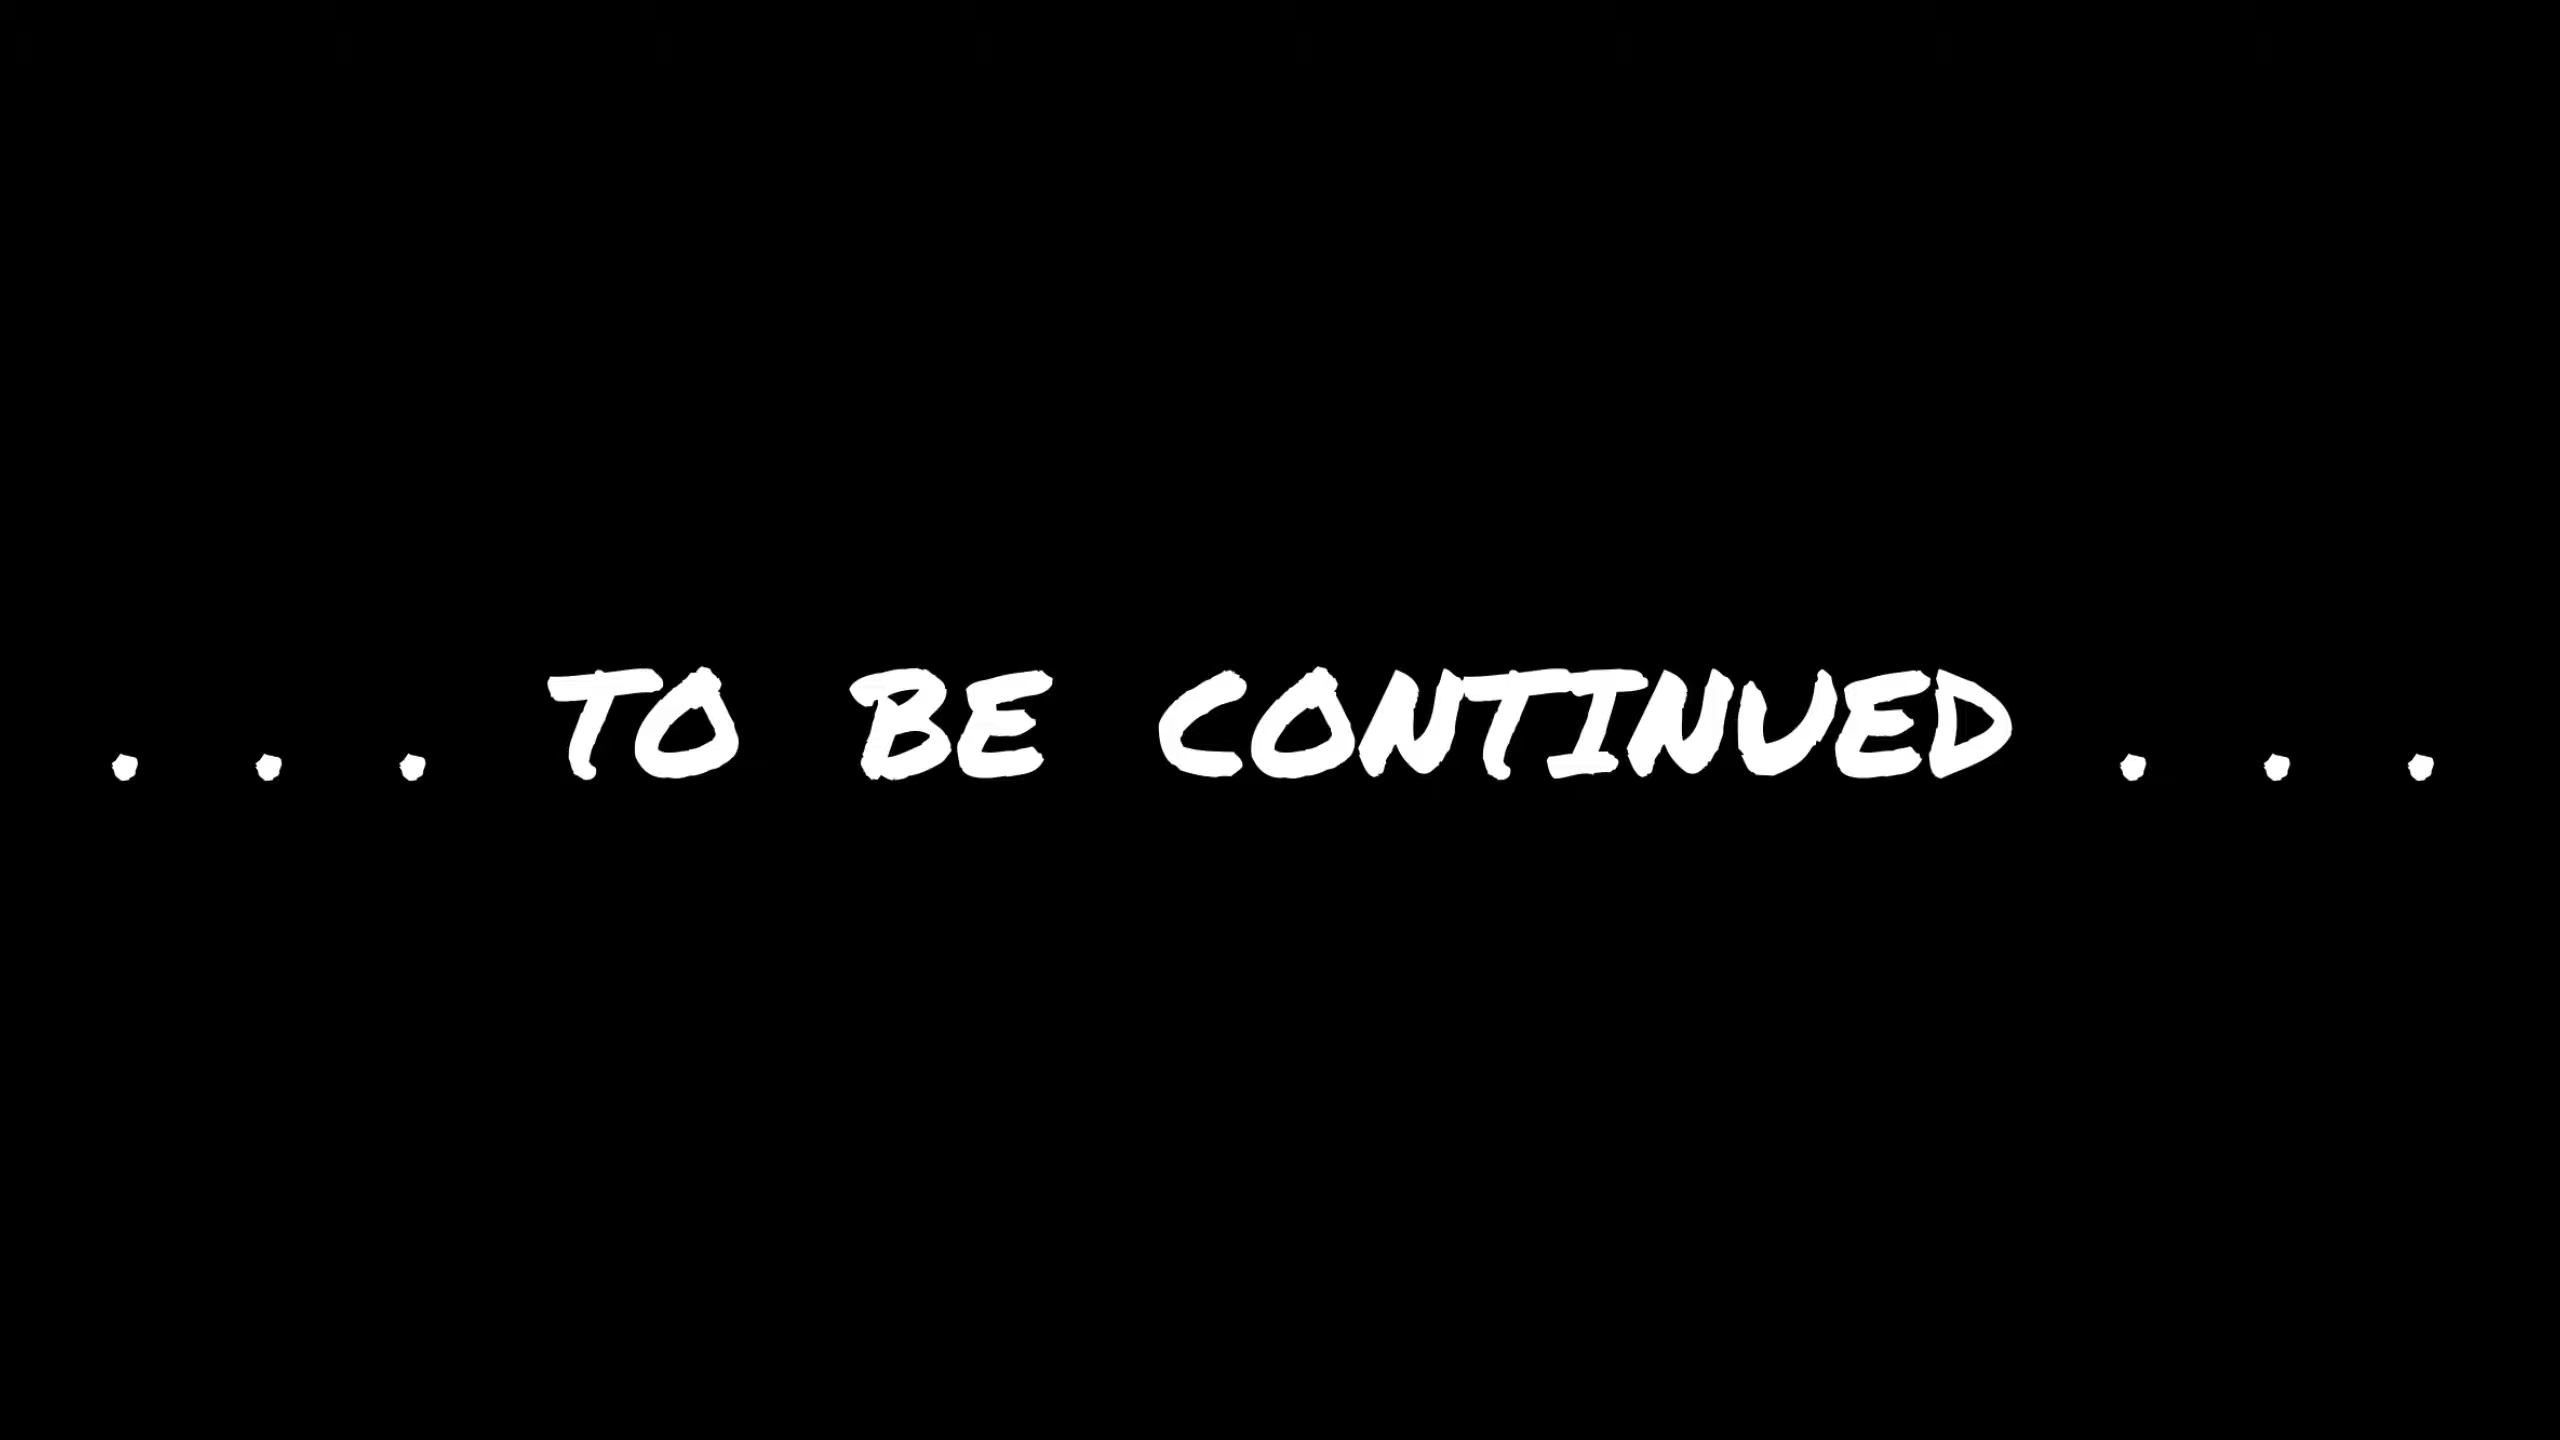 . . . TO BE CONTINUED . . .